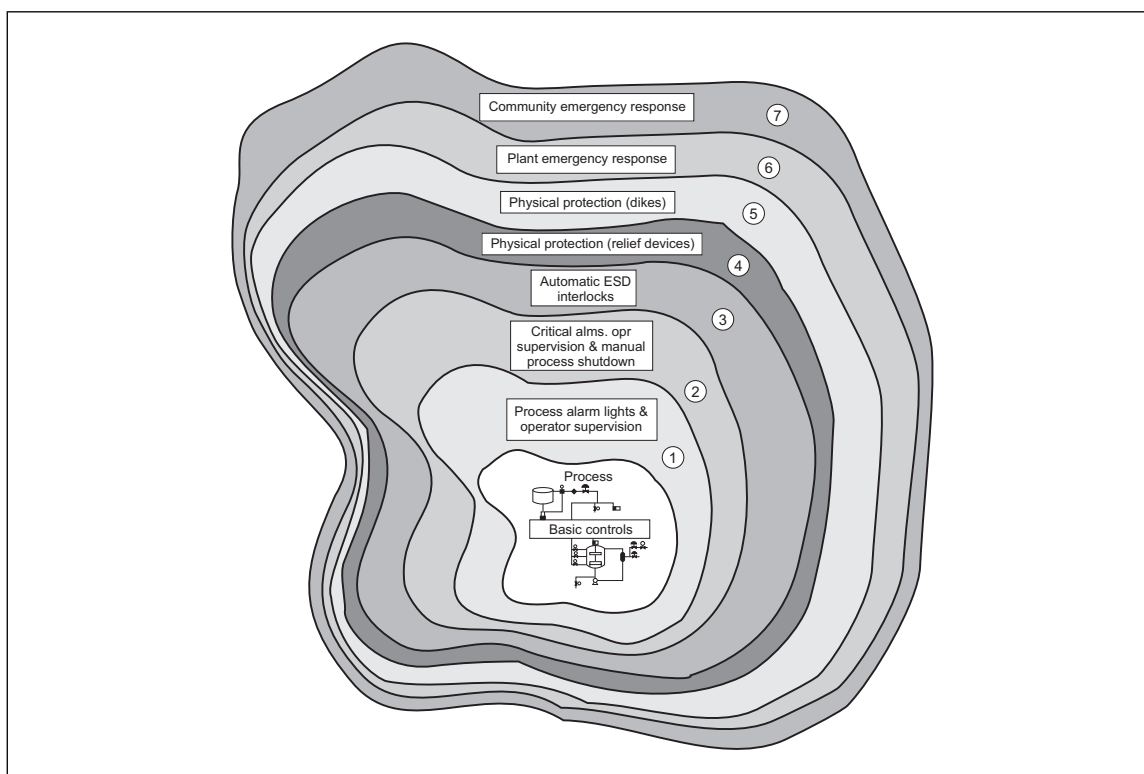 Community emergency response
7
Plant emergency response
6
Physical protection (dikes)
5
Physical protection (relief devices)
4
Automatic ESD
interlocks
3
Critical alms. opr
supervision & manual
process shutdown
2
Process alarm lights &
operator supervision
1
Process
Basic controls